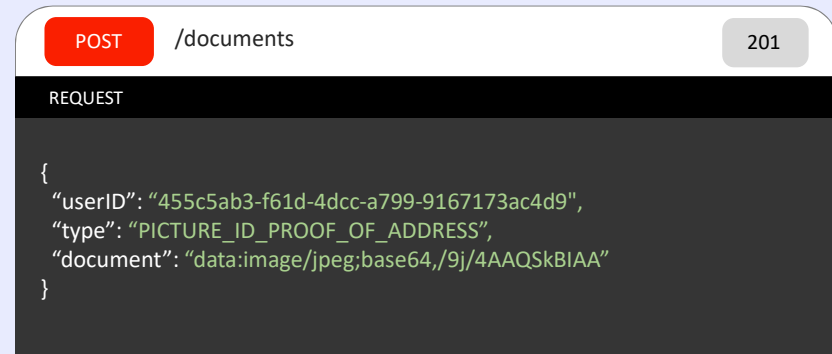 POST /documents 201
REQUEST
{
“userID”: “455c5ab3-f61d-4dcc-a799-9167173ac4d9",
“type”: “PICTURE_ID_PROOF_OF_ADDRESS”,
“document”: “data:image/jpeg;base64,/9j/4AAQSkBIAA”
}